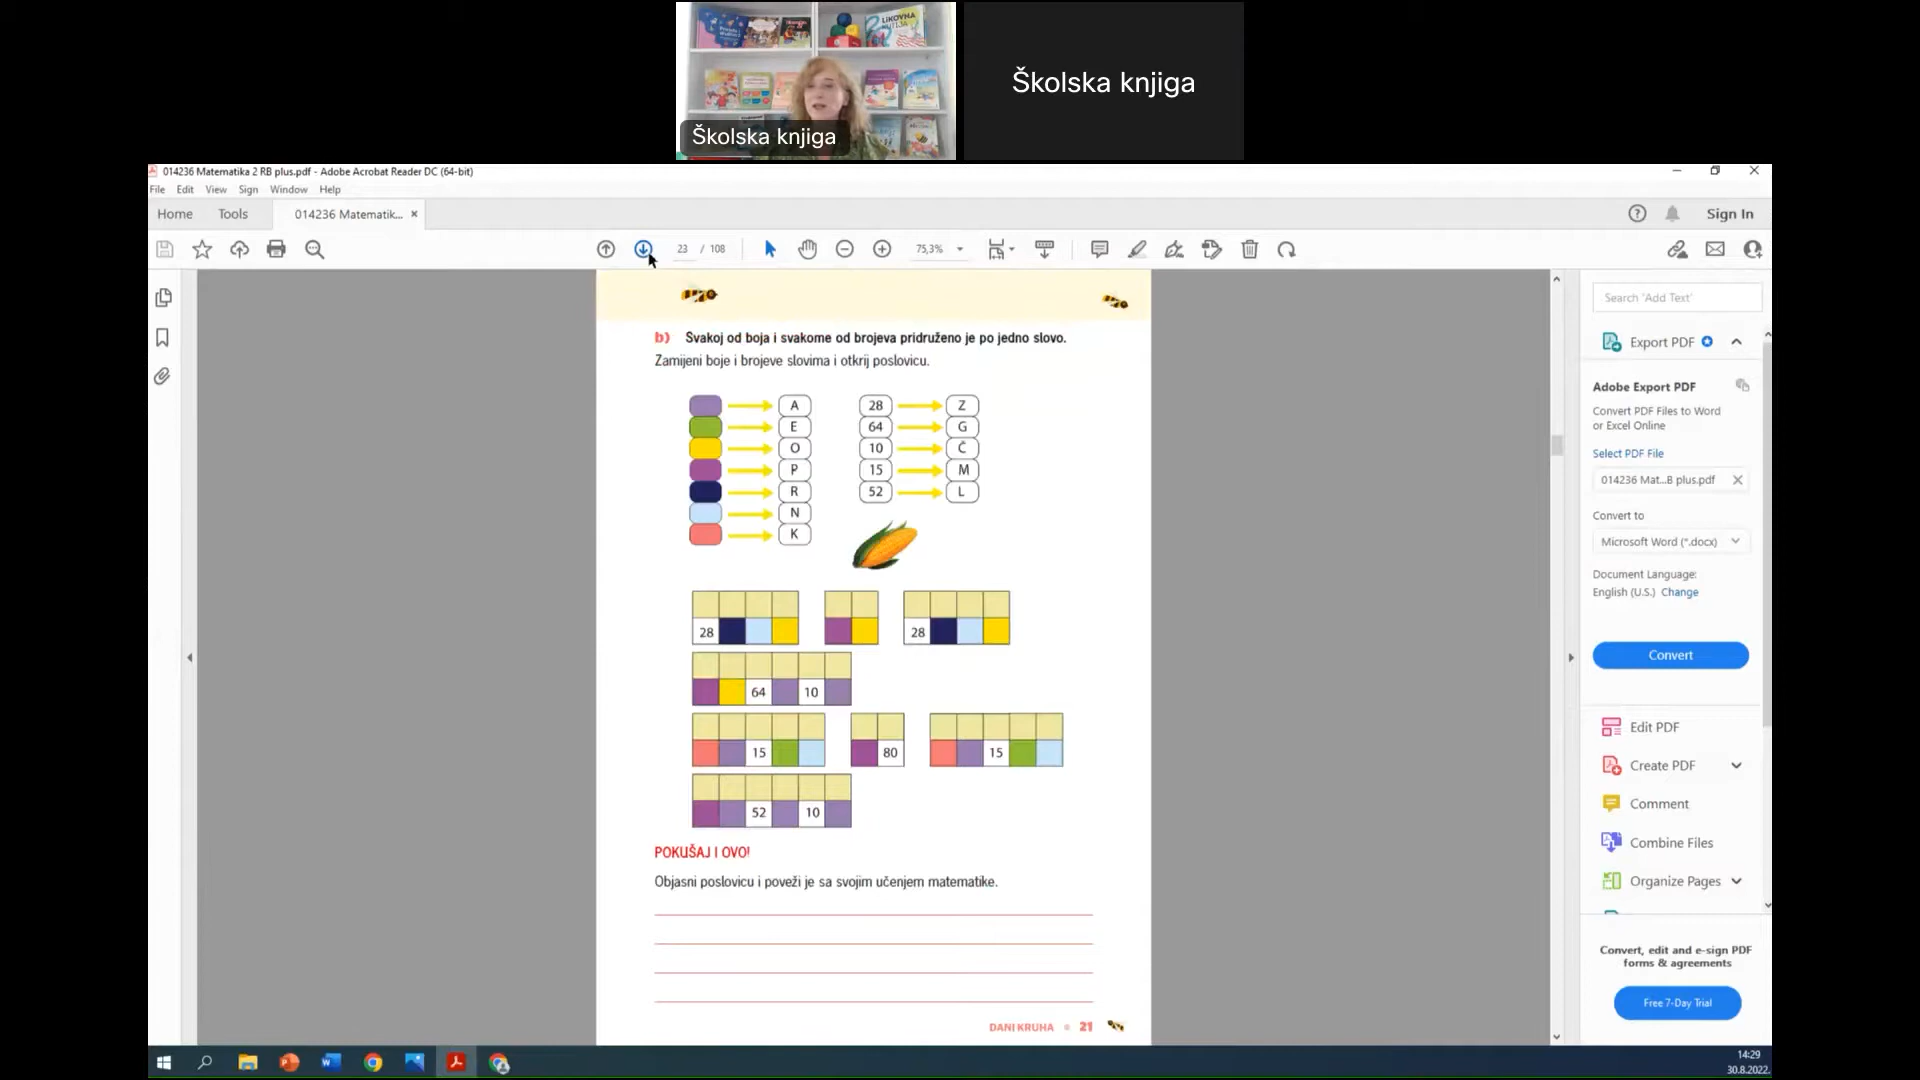 LIKOVNA
Školska knjiga
Školska knjiga
014236 Matematika 2 RB plus.pdf - Adobe Acrobat Reader DC (64-bit)
File Edit View Sign Window Help
Home Tools 014236 Matematik... × Sign In
23 / 108 75,3%
b) Svakoj od boja i svakome od brojeva pridruženo je po jedno slovo.
Zamijeni boje i brojeve slovima i otkrij poslovicu.
A 28 Z
E 64 G
O 10 Č
P 15 M
R 52 L
N
K
28 28
64 10
15 80 15
52 10
POKUŠAJ I OVO!
Objasni poslovicu i poveži je sa svojim učenjem matematike.
DANI KRUHA 21
Search 'Add Text'
Export PDF
Adobe Export PDF
Convert PDF Files to Word
or Excel Online
Select PDF File
014236 Mat...B plus.pdf
Convert to
Microsoft Word (*.docx)
Document Language:
English (U.S.) Change
Convert
Edit PDF
Create PDF
Comment
Combine Files
Organize Pages
Convert, edit and e-sign PDF
forms & agreements
Free 7-Day Trial
14:29
30.8.2022.